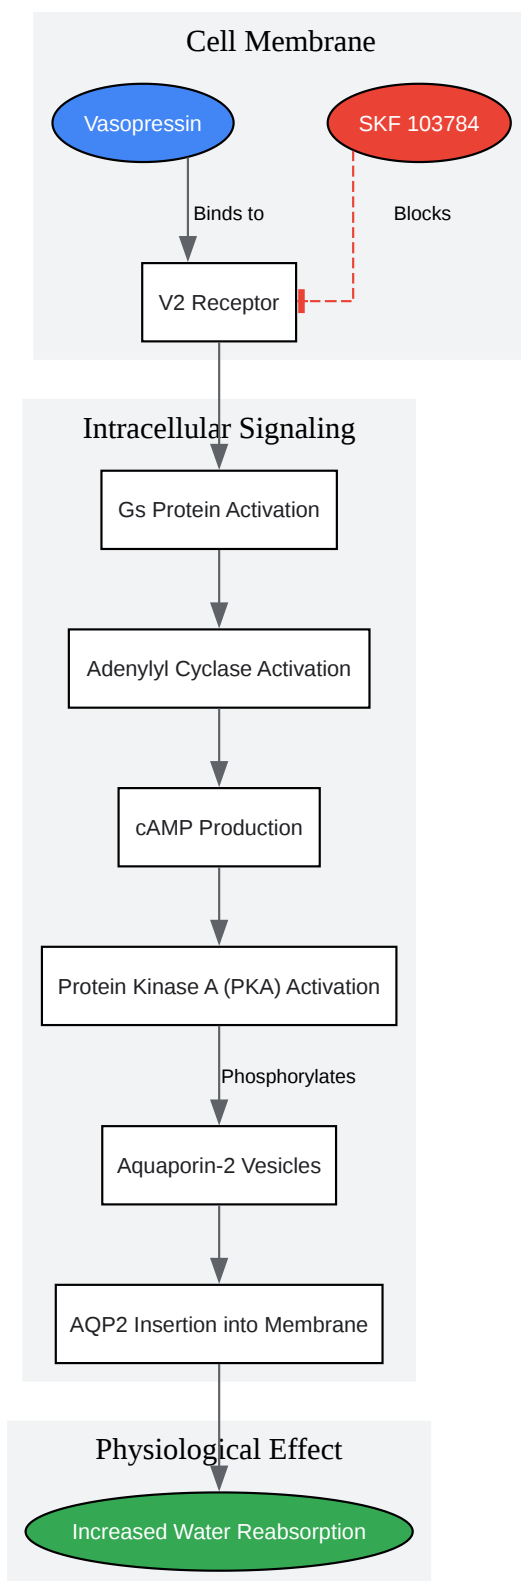 Cell Membrane
Vasopressin
SKF 103784
Binds to
Blocks
V2 Receptor
Intracellular Signaling
Gs Protein Activation
Adenylyl Cyclase Activation
cAMP Production
Protein Kinase A (PKA) Activation
Phosphorylates
Aquaporin-2 Vesicles
AQP2 Insertion into Membrane
Physiological Effect
Increased Water Reabsorption